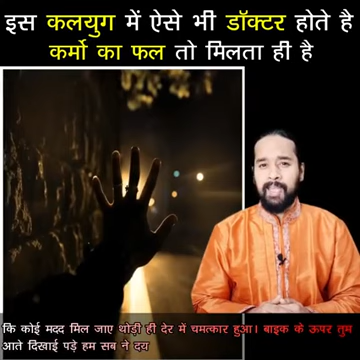 इस कलयुग में ऐसे भी डॉक्टर होते है
कर्मो का फल तो मिलता ही है
कि कोई मदद मिल जाए थोड़ी ही देर में चमत्कार हुआ। बाइक के ऊपर तुम
आते दिखाई पड़े हम सब ने दय